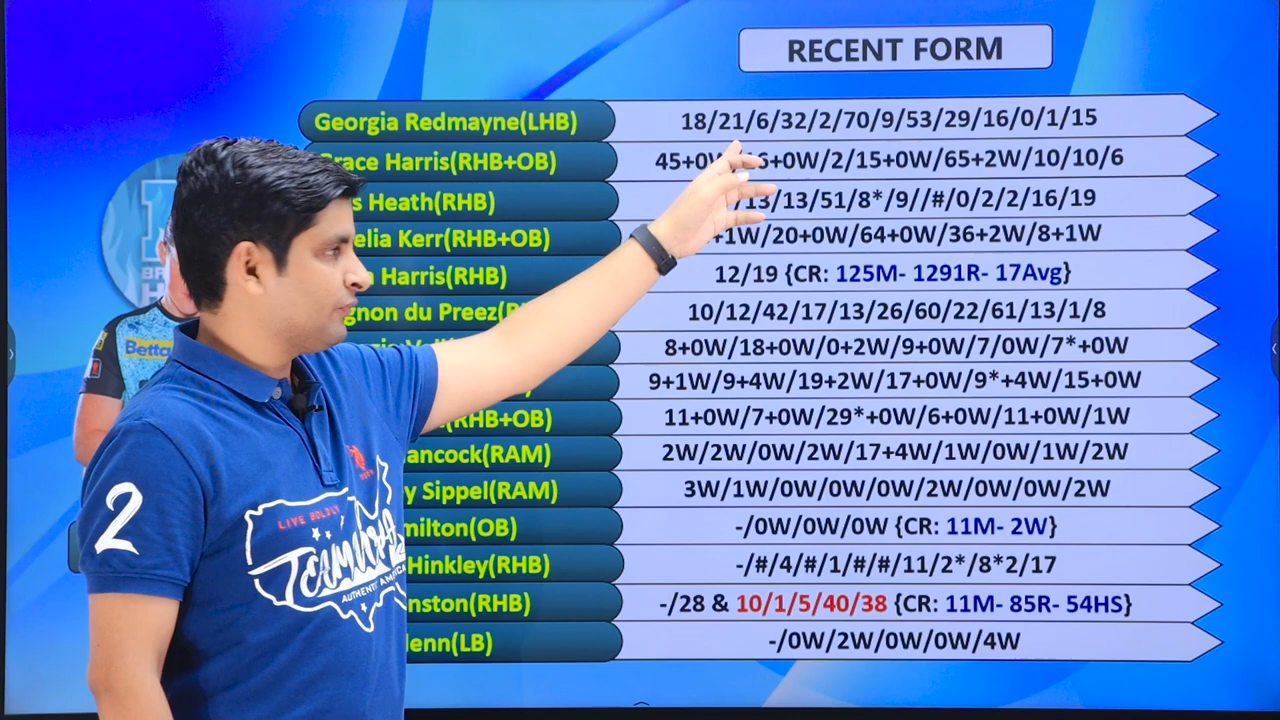 RECENT FORM
Georgia Redmayne(LHB) 18/21/6/32/2/70/9/53/29/16/0/1/15
Grace Harris(RHB+OB) 45+0W/ 6+0W/2/15+0W/65+2W/10/10/6
s Heath(RHB) /13/13/51/8*/9//#/0/2/2/16/19
elia Kerr(RHB+OB) +1W/20+0W/64+0W/36+2W/8+1W
Harris(RHB) 12/19 {CR: 125M- 1291R- 17Avg}
gnon du Preez( 10/12/42/17/13/26/60/22/61/13/1/8
8+0W/18+0W/0+2W/9+0W/7/0W/7*+0W
9+1W/9+4W/19+2W/17+0W/9*+4W/15+0W
(RHB+OB) 11+0W/7+0W/29*+0W/6+0W/11+0W/1W
ancock(RAM) 2W/2W/0W/2W/17+4W/1W/0W/1W/2W
y Sippel(RAM) 3W/1W/0W/0W/0W/2W/0W/0W/2W
milton(OB) -/0W/0W/0W {CR: 11M- 2W}
Hinkley(RHB) -/#/4/#/1/#/#/11/2*/8*2/17
nston(RHB) -/28 & 10/1/5/40/38 {CR: 11M- 85R- 54HS}
lenn(LB) -/0W/2W/0W/0W/4W
Betto
2
LIVE BOLDLY
AUTHENTIC AMERICA